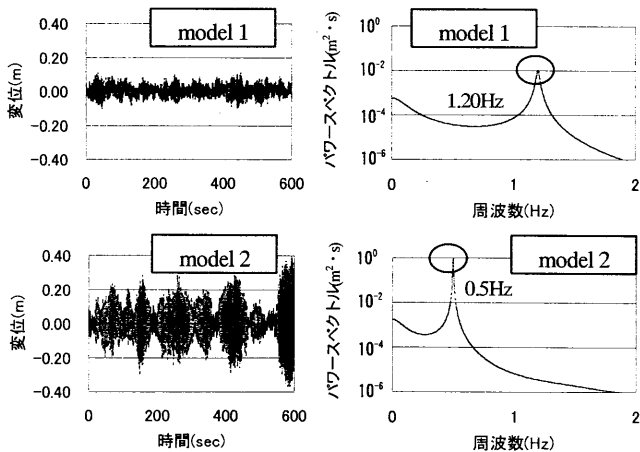 model 1
変位(m)
0.40
0.20
0.00
-0.20
-0.40
0
200
400
600
時間(sec)
パワースペクトル(m²・s)
10⁰
10⁻²
10⁻⁴
10⁻⁶
1.20Hz
0
1
2
周波数(Hz)
model 2
変位(m)
0.40
0.20
0.00
-0.20
-0.40
0
200
400
600
時間(sec)
model 2
パワースペクトル(m²・s)
10⁰
10⁻²
10⁻⁴
10⁻⁶
0.5Hz
0
1
2
周波数(Hz)
model 1